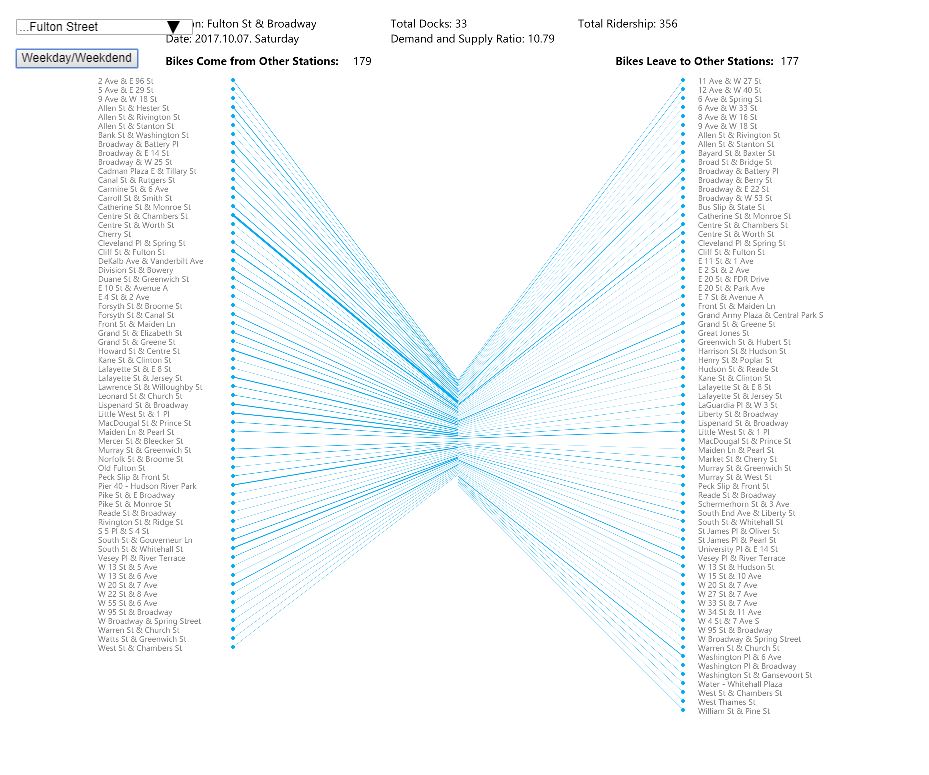 ...Fulton Street
n: Fulton St & Broadway
Total Docks: 33
Total Ridership: 356
Date: 2017.10.07. Saturday
Demand and Supply Ratio: 10.79
Weekday/Weekdend
Bikes Come from Other Stations: 179
Bikes Leave to Other Stations: 177
2 Ave & E 96 St
5 Ave & E 29 St
9 Ave & W 18 St
Allen St & Hester St
Allen St & Rivington St
Allen St & Stanton St
Bank St & Washington St
Broadway & Battery Pl
Broadway & E 14 St
Broadway & W 25 St
Cadman Plaza E & Tillary St
Canal St & Rutgers St
Carmine St & 6 Ave
Carroll St & Smith St
Catherine St & Monroe St
Centre St & Chambers St
Centre St & Worth St
Cherry St
Cleveland Pl & Spring St
Cliff St & Fulton St
DeKalb Ave & Vanderbilt Ave
Division St & Bowery
Duane St & Greenwich St
E 10 St & Avenue A
E 4 St & 2 Ave
Forsyth St & Broome St
Forsyth St & Canal St
Front St & Maiden Ln
Grand St & Elizabeth St
Grand St & Greene St
Howard St & Centre St
Kane St & Clinton St
Lafayette St & E 8 St
Lafayette St & Jersey St
Lawrence St & Willoughby St
Leonard St & Church St
Lispenard St & Broadway
Little West St & 1 Pl
MacDougal St & Prince St
Maiden Ln & Pearl St
Mercer St & Bleecker St
Murray St & Greenwich St
Norfolk St & Broome St
Old Fulton St
Peck Slip & Front St
Pier 40 - Hudson River Park
Pike St & E Broadway
Pike St & Monroe St
Reade St & Broadway
Rivington St & Ridge St
S 5 Pl & S 4 St
South St & Gouverneur Ln
South St & Whitehall St
Vesey Pl & River Terrace
W 13 St & 5 Ave
W 13 St & 6 Ave
W 20 St & 7 Ave
W 22 St & 8 Ave
W 55 St & 6 Ave
W 95 St & Broadway
W Broadway & Spring Street
Warren St & Church St
Watts St & Greenwich St
West St & Chambers St
11 Ave & W 27 St
12 Ave & W 40 St
6 Ave & Spring St
6 Ave & W 33 St
8 Ave & W 16 St
9 Ave & W 18 St
Allen St & Rivington St
Allen St & Stanton St
Bayard St & Baxter St
Broad St & Bridge St
Broadway & Battery Pl
Broadway & Berry St
Broadway & E 22 St
Broadway & W 53 St
Bus Slip & State St
Catherine St & Monroe St
Centre St & Chambers St
Centre St & Worth St
Cleveland Pl & Spring St
Cliff St & Fulton St
E 11 St & 1 Ave
E 2 St & 2 Ave
E 20 St & FDR Drive
E 20 St & Park Ave
E 7 St & Avenue A
Front St & Maiden Ln
Grand Army Plaza & Central Park S
Grand St & Greene St
Great Jones St
Greenwich St & Hubert St
Harrison St & Hudson St
Henry St & Poplar St
Hudson St & Reade St
Kane St & Clinton St
Lafayette St & E 8 St
Lafayette St & Jersey St
LaGuardia Pl & W 3 St
Liberty St & Broadway
Lispenard St & Broadway
Little West St & 1 Pl
MacDougal St & Prince St
Maiden Ln & Pearl St
Market St & Cherry St
Murray St & Greenwich St
Murray St & West St
Peck Slip & Front St
Reade St & Broadway
Schermerhorn St & 3 Ave
South End Ave & Liberty St
South St & Whitehall St
St James Pl & Oliver St
St James Pl & Pearl St
University Pl & E 14 St
Vesey Pl & River Terrace
W 13 St & Hudson St
W 15 St & 10 Ave
W 20 St & 7 Ave
W 27 St & 7 Ave
W 33 St & 7 Ave
W 34 St & 11 Ave
W 4 St & 7 Ave S
W 95 St & Broadway
W Broadway & Spring Street
Warren St & Church St
Washington Pl & 6 Ave
Washington Pl & Broadway
Washington St & Gansevoort St
Water - Whitehall Plaza
West St & Chambers St
West Thames St
William St & Pine St